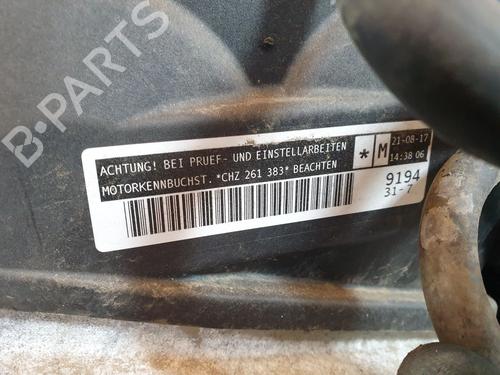 B-PARTS
ACHTUNG! BEI PRUEF- UND EINSTELLARBEITEN
MOTORKENNBUCHST. *CHZ 261 383* BEACHTEN
* M
21-08-17
14:38 06
9194
31-7